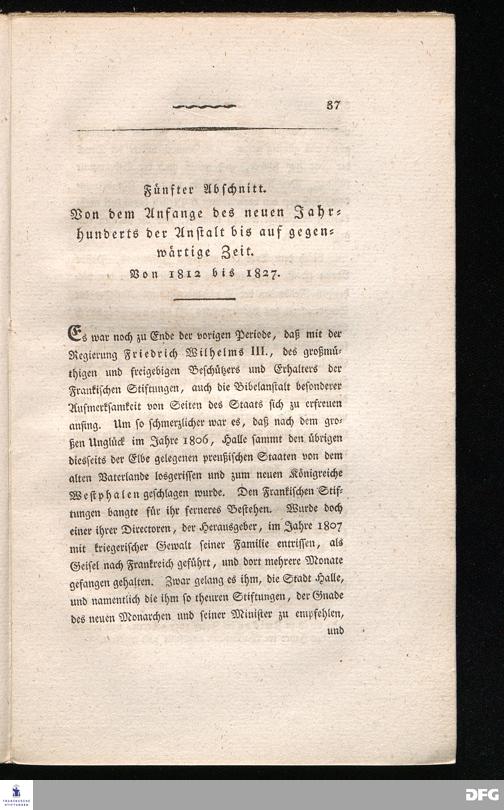 87
Fünfter Abschnitt.
Von dem Anfange des neuen Jahr-
hunderts der Anstalt bis auf gegen-
wärtige Zeit.
Von 1812 bis 1827.
Es war noch zu Ende der vorigen Periode, daß mit der
Regierung Friedrich Wilhelms III., des großmü-
thigen und freigebigen Beschützers und Erhalters der
Frankischen Stiftungen, auch die Bibelanstalt besonderer
Aufmerksamkeit von Seiten des Staats sich zu erfreuen
anfing. Um so schmerzlicher war es, daß nach dem gro-
ßen Unglück im Jahre 1806, Halle sammt den übrigen
diesseits der Elbe gelegenen preußischen Staaten von dem
alten Vaterlande losgerissen und zum neuen Königreiche
Westphalen geschlagen wurde. Den Frankischen Stif-
tungen bangte für ihr ferneres Bestehen. Wurde doch
einer ihrer Directoren, der Herausgeber, im Jahre 1807
mit kriegerischer Gewalt seiner Familie entrissen, als
Geisel nach Frankreich geführt, und dort mehrere Monate
gefangen gehalten. Zwar gelang es ihm, die Stadt Halle,
und namentlich die ihm so theuren Stiftungen, der Gnade
des neuen Monarchen und seiner Minister zu empfehlen,
und
FRANCKESCHE
STIFTUNGEN
DFG